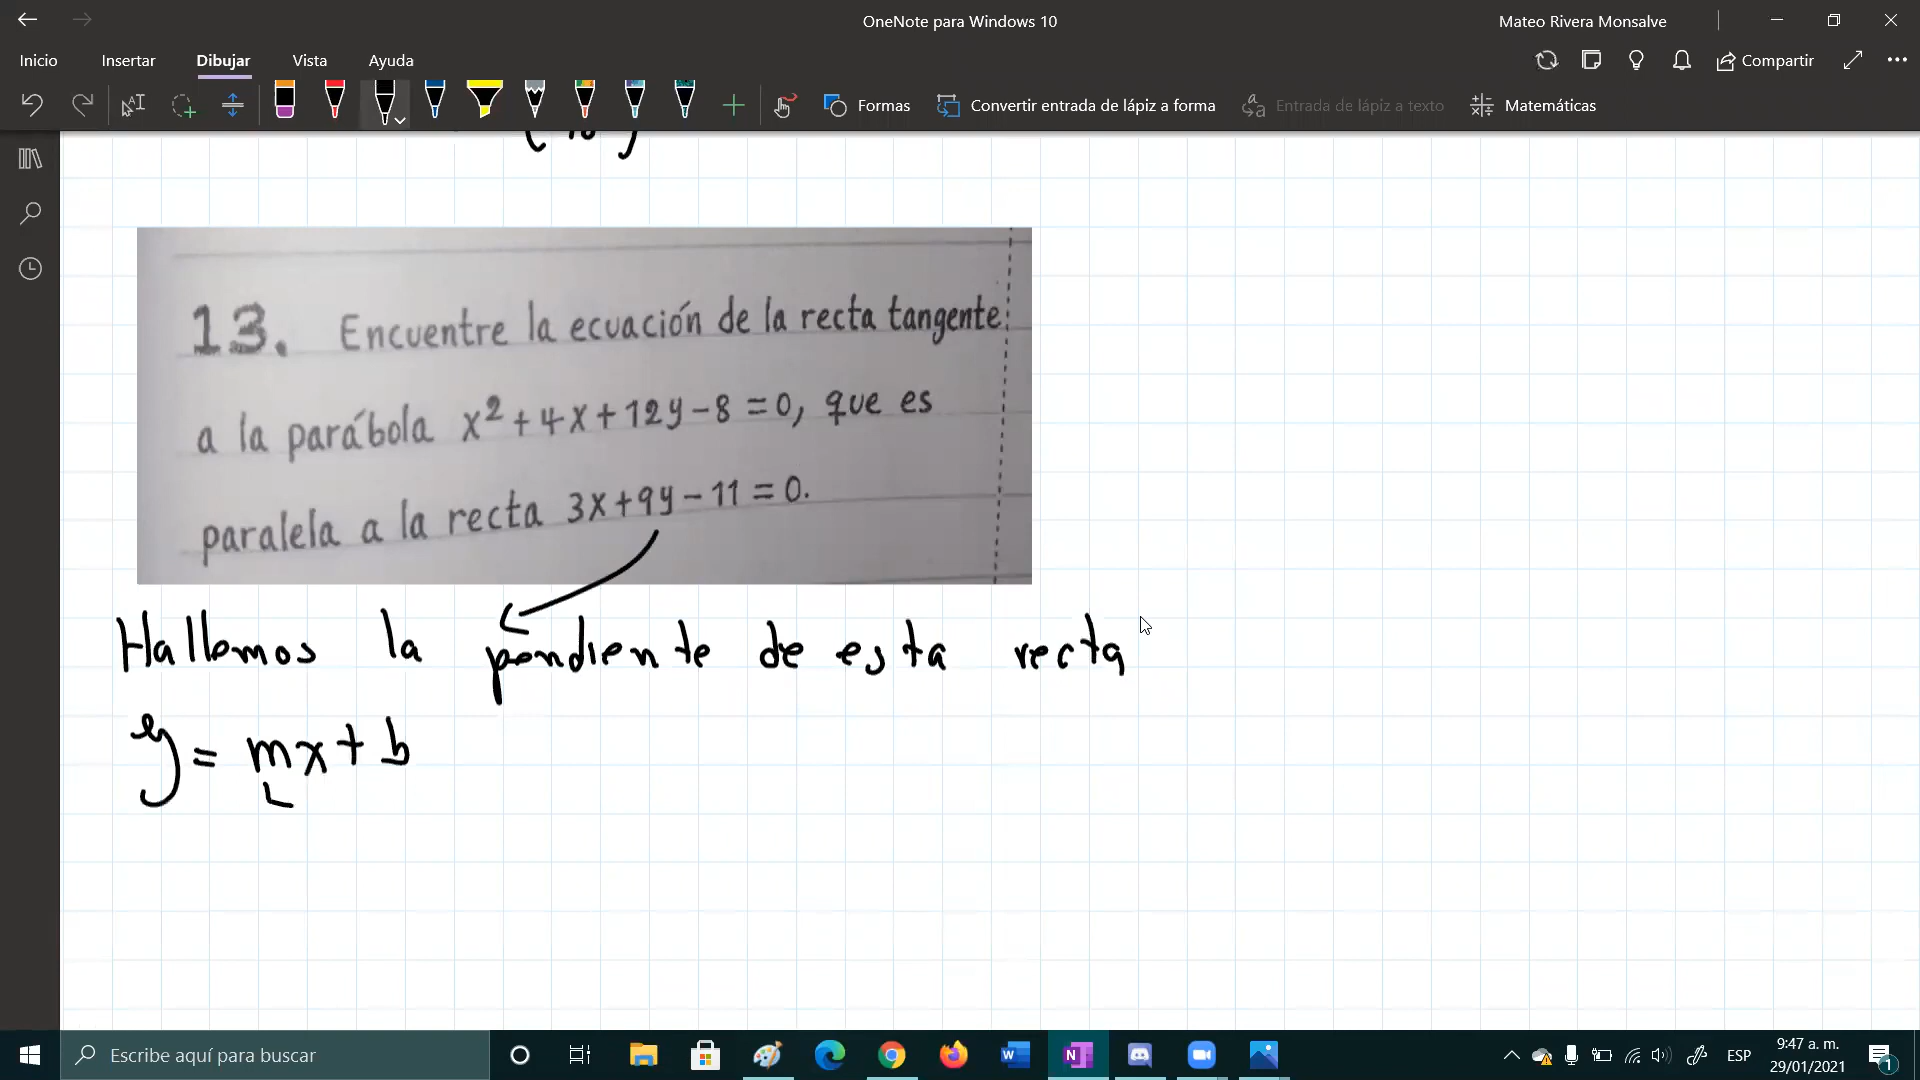 OneNote para Windows 10
Mateo Rivera Monsalve
Inicio Insertar Dibujar Vista Ayuda
Compartir
Formas Convertir entrada de lápiz a forma Entrada de lápiz a texto Matemáticas
13. Encuentre la ecuación de la recta tangente
a la parábola x² + 4x + 12y - 8 = 0, que es
paralela a la recta 3x + 9y - 11 = 0.
Hallemos la pendiente de esta recta
y = mx + b
Escribe aquí para buscar
ESP
9:47 a. m.
29/01/2021
1